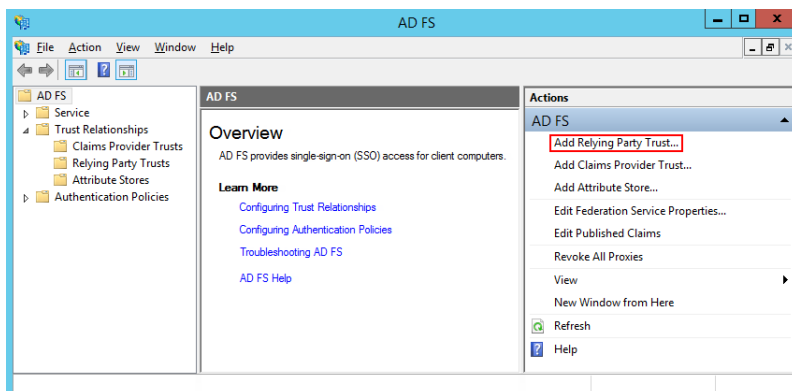 AD FS
File Action View Window Help
AD FS
Service
Trust Relationships
Claims Provider Trusts
Relying Party Trusts
Attribute Stores
Authentication Policies
AD FS
Overview
AD FS provides single-sign-on (SSO) access for client computers.
Learn More
Configuring Trust Relationships
Configuring Authentication Policies
Troubleshooting AD FS
AD FS Help
Actions
AD FS
Add Relying Party Trust...
Add Claims Provider Trust...
Add Attribute Store...
Edit Federation Service Properties...
Edit Published Claims
Revoke All Proxies
View
New Window from Here
Refresh
Help